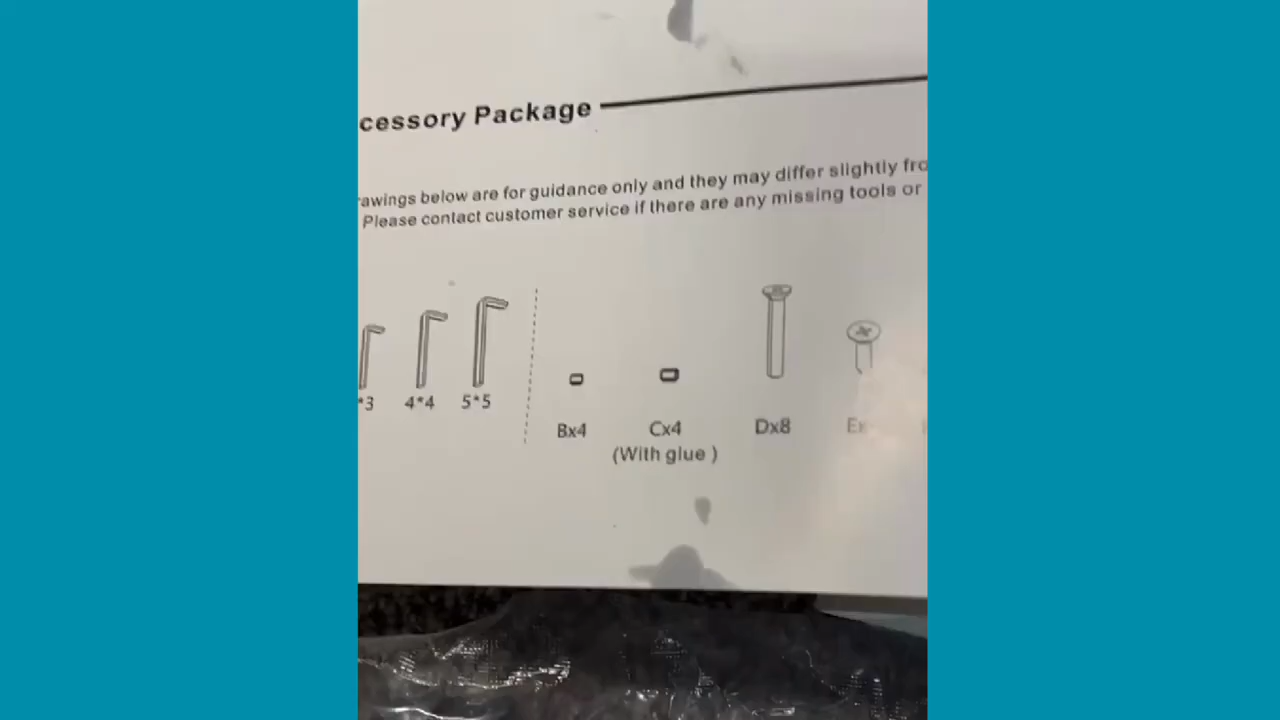 cessory Package
awings below are for guidance only and they may differ slightly fro
Please contact customer service if there are any missing tools or
*3 4*4 5*5
Bx4 Cx4 Dx8
(With glue )